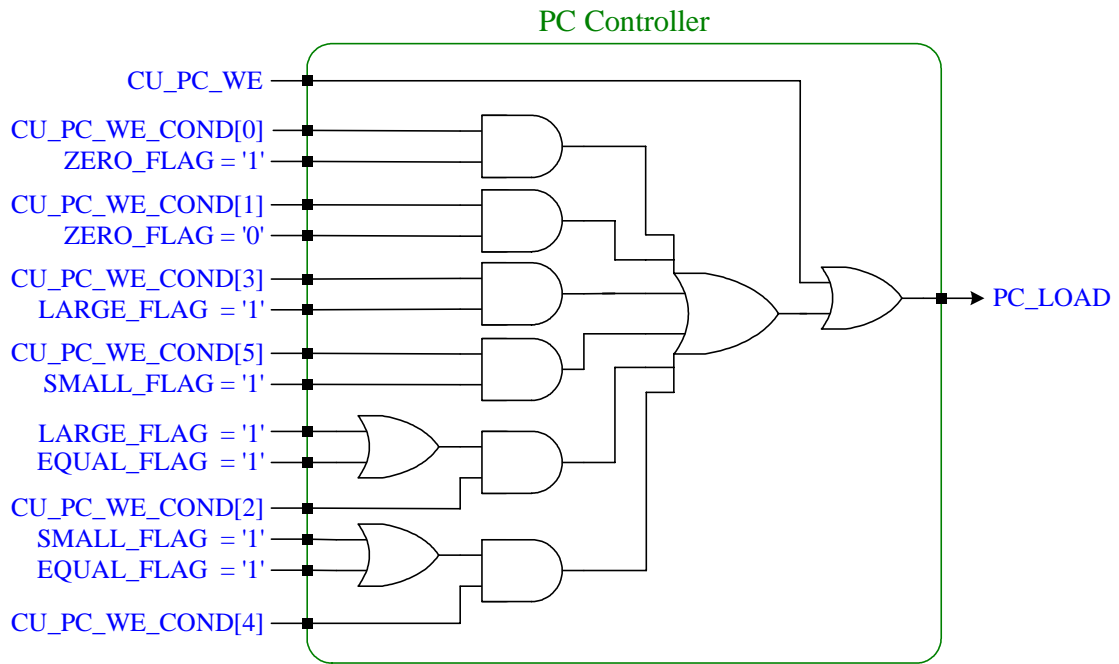 PC Controller
CU_PC_WE
CU_PC_WE_COND[0]
ZERO_FLAG = '1'
CU_PC_WE_COND[1]
ZERO_FLAG = '0'
CU_PC_WE_COND[3]
LARGE_FLAG = '1'
PC_LOAD
CU_PC_WE_COND[5]
SMALL_FLAG = '1'
LARGE_FLAG = '1'
EQUAL_FLAG = '1'
CU_PC_WE_COND[2]
SMALL_FLAG = '1'
EQUAL_FLAG = '1'
CU_PC_WE_COND[4]